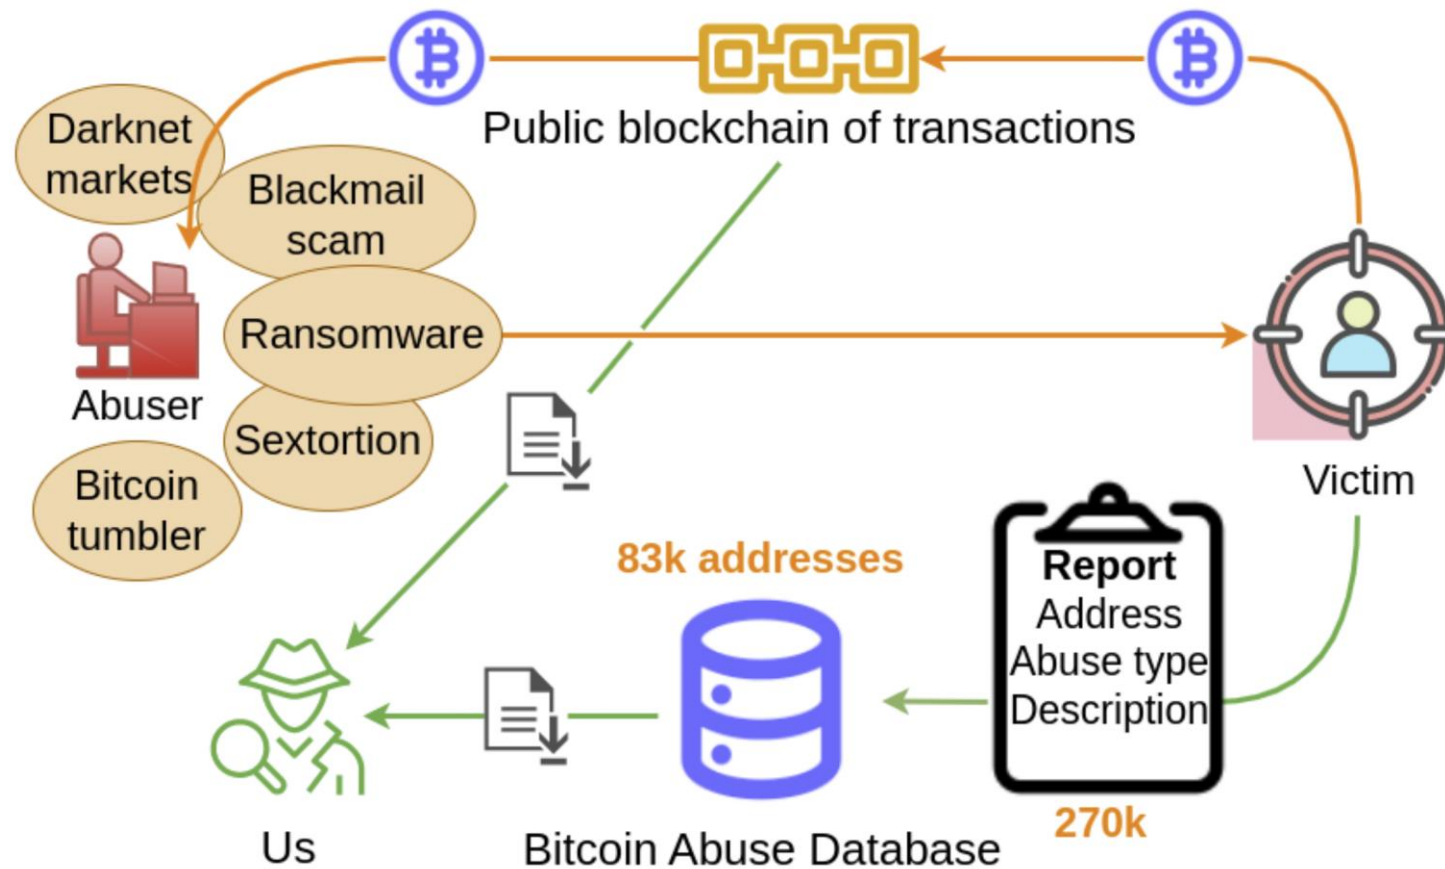 Public blockchain of transactions
Darknet
markets
Blackmail
scam
Ransomware
Abuser
Sextortion
Bitcoin
tumbler
Victim
83k addresses
Report
Address
Abuse type
Description
270k
Us
Bitcoin Abuse Database